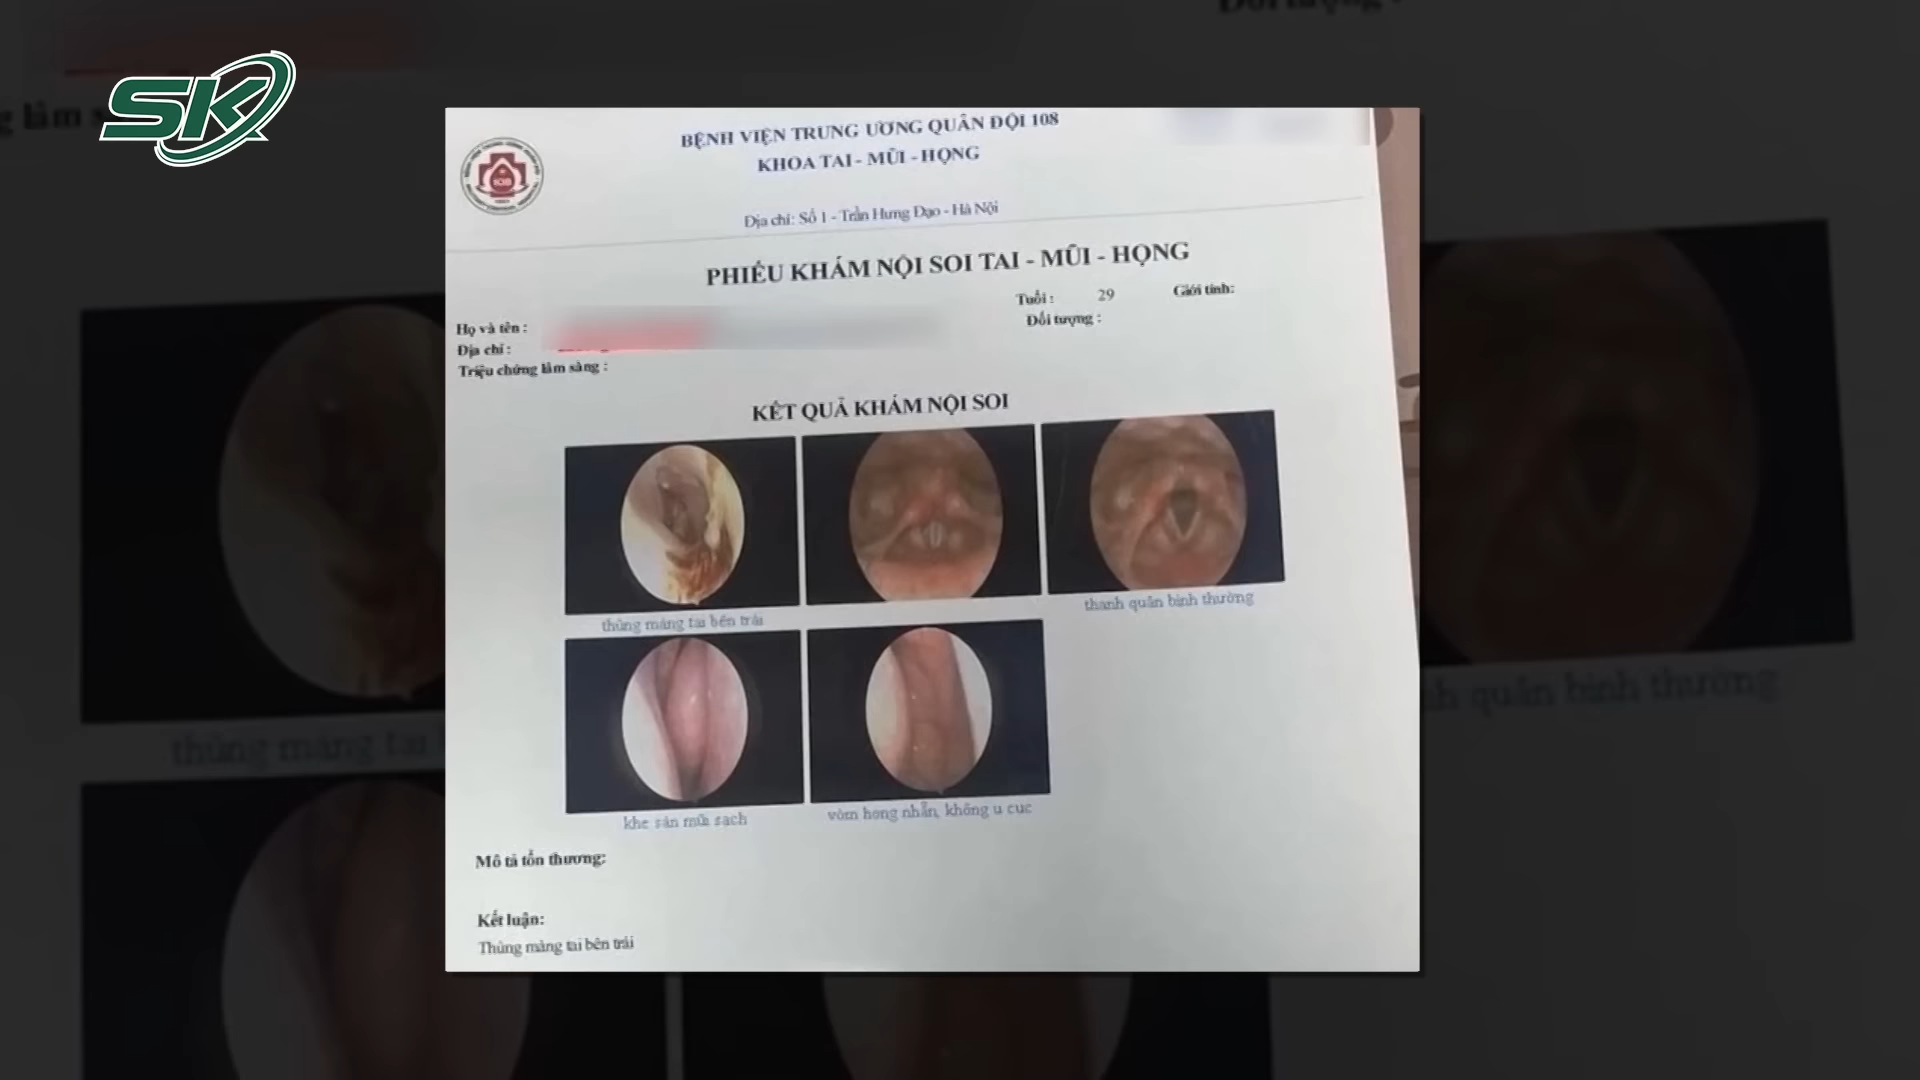 SK
BỆNH VIỆN TRUNG ƯƠNG QUÂN ĐỘI 108
KHOA TAI - MŨI - HỌNG
Địa chỉ: Số 1 - Trần Hưng Đạo - Hà Nội
PHIẾU KHÁM NỘI SOI TAI - MŨI - HỌNG
Tuổi : 29 Giới tính:
Họ và tên :
Đối tượng :
Địa chỉ :
Triệu chứng lâm sàng :
KẾT QUẢ KHÁM NỘI SOI
thủng màng tai bên trái
thanh quản bình thường
khe sàn mũi sạch
vòm họng nhẵn, không u cục
Mô tả tổn thương:
Kết luận:
Thủng màng tai bên trái